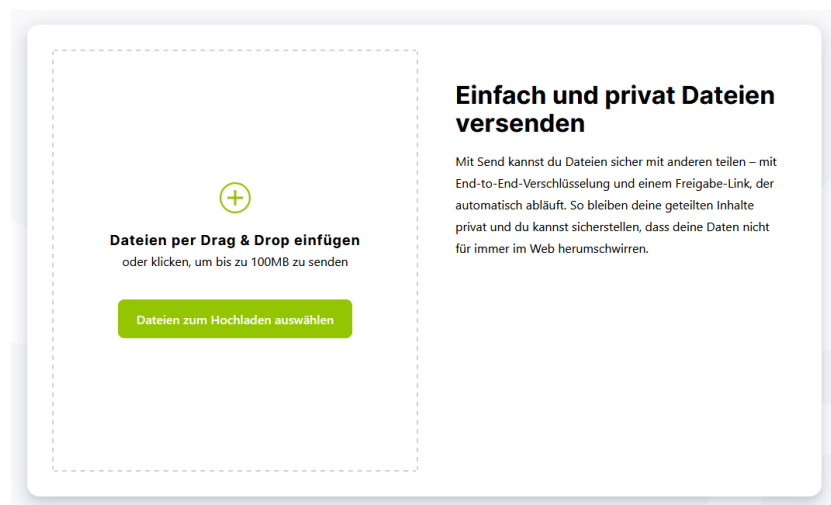 Einfach und privat Dateien
versenden
Mit Send kannst du Dateien sicher mit anderen teilen – mit
End-to-End-Verschlüsselung und einem Freigabe-Link, der
automatisch abläuft. So bleiben deine geteilten Inhalte
privat und du kannst sicherstellen, dass deine Daten nicht
für immer im Web herumschwirren.
Dateien per Drag & Drop einfügen
oder klicken, um bis zu 100MB zu senden
Dateien zum Hochladen auswählen